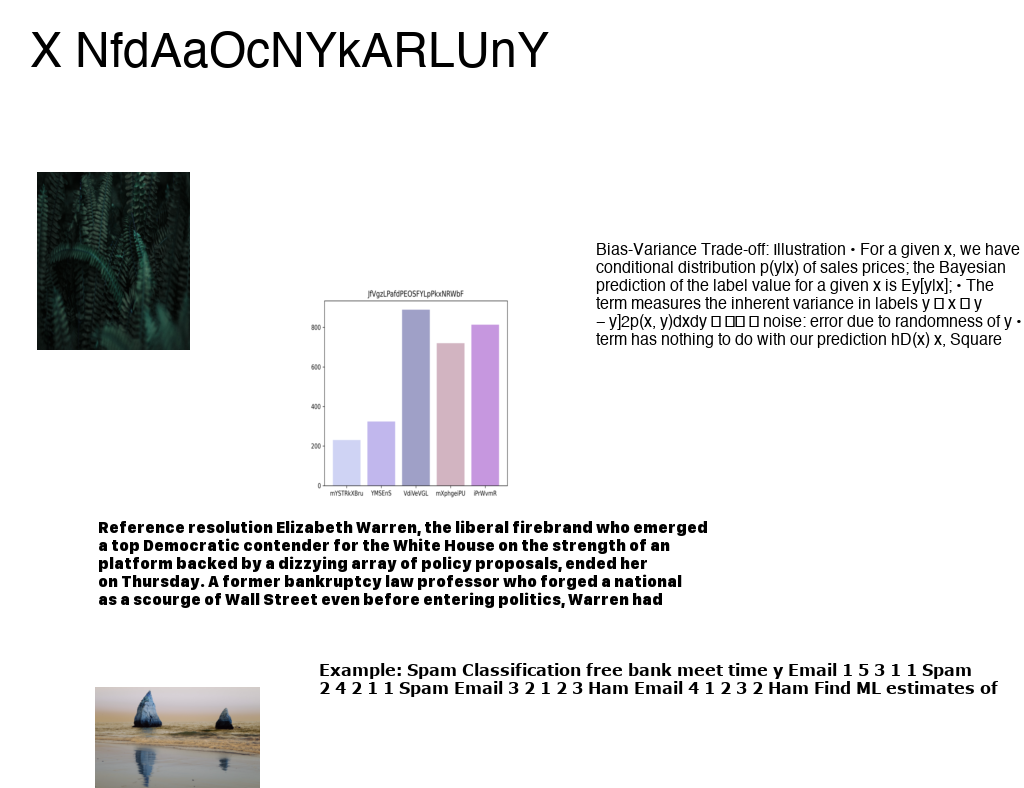 X NfdAaOcNYkARLUnY
Bias-Variance Trade-off: Illustration • For a given x, we have
conditional distribution p(y|x) of sales prices; the Bayesian
prediction of the label value for a given x is Ey[y|x]; • The
term measures the inherent variance in labels y □ x □ y
– y]2p(x, y)dxdy □ □□ □ noise: error due to randomness of y •
term has nothing to do with our prediction hD(x) x, Square
JfVgzLPafdPEOSFYLpPkxNRWbF
800
600
400
200
0
mYSTRkXBru YMSEnS VdiVeVGL mXphgeiPU iPrWvmR
Reference resolution Elizabeth Warren, the liberal firebrand who emerged
a top Democratic contender for the White House on the strength of an
platform backed by a dizzying array of policy proposals, ended her
on Thursday. A former bankruptcy law professor who forged a national
as a scourge of Wall Street even before entering politics, Warren had
Example: Spam Classification free bank meet time y Email 1 5 3 1 1 Spam
2 4 2 1 1 Spam Email 3 2 1 2 3 Ham Email 4 1 2 3 2 Ham Find ML estimates of